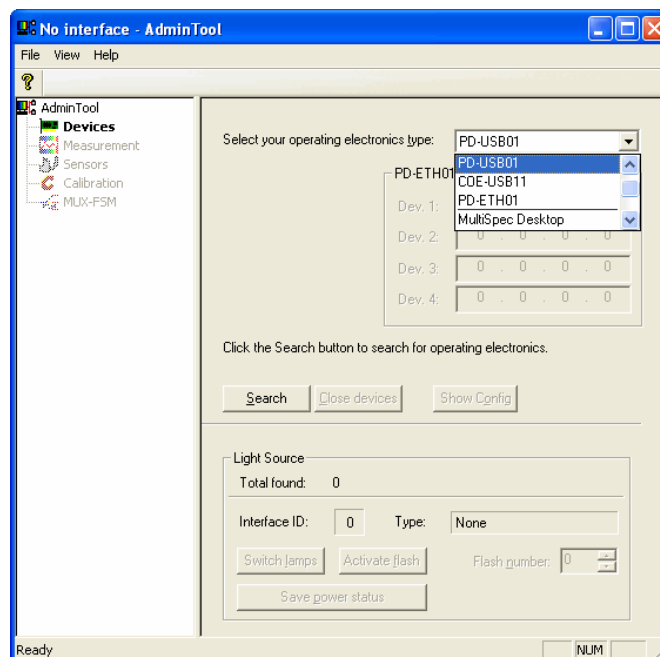 No interface - AdminTool
File View Help
AdminTool
Devices
Measurement
Sensors
Calibration
MUX-FSM
Select your operating electronics type:
PD-USB01
PD-USB01
COE-USB11
PD-ETH01
MultiSpec Desktop
PD-ETH01
Dev. 1:
Dev. 2: 0 . 0 . 0 . 0
Dev. 3: 0 . 0 . 0 . 0
Dev. 4: 0 . 0 . 0 . 0
Click the Search button to search for operating electronics.
Search Close devices Show Config
Light Source
Total found: 0
Interface ID: 0 Type: None
Switch lamps Activate flash Flash number: 0
Save power status
Ready NUM